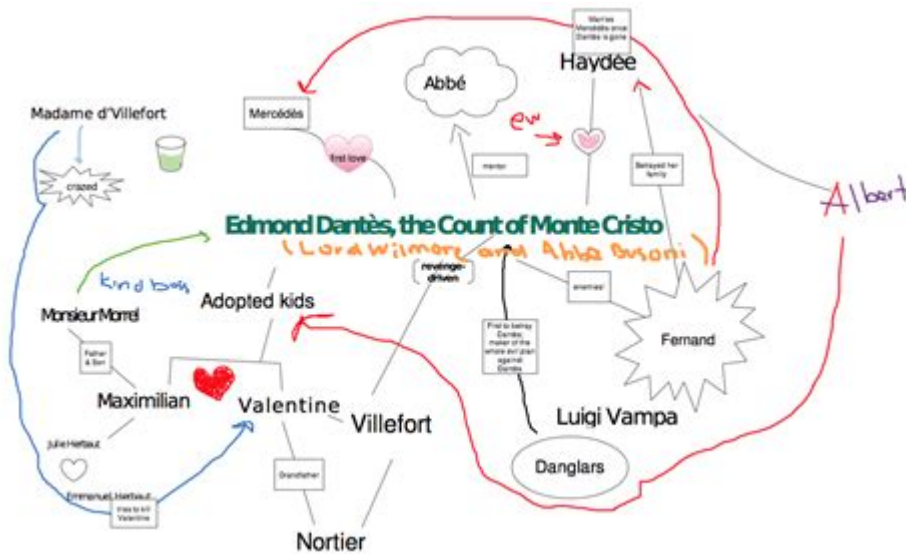 Marries
Mercédès once
Dantès is gone
Haydée
Abbé
Madame d'Villefort
Mercédès
ew
crazed
first love
mentor
Betrayed her
family
Albert
Edmond Dantès, the Count of Monte Cristo
(Lord Wilmore and Abbe Busoni)
revenge-
driven
kind boss
Adopted kids
enemies!
Monsieur Morrel
Father
& Son
First to betray
Dantès;
maker of the
whole evil plan
against
Dantès
Fernand
Maximilian
Valentine
Villefort
Luigi Vampa
Julie Herbaut
Danglars
Grandfather
Emmanuel Herbaut
tries to kill
Valentine
Nortier